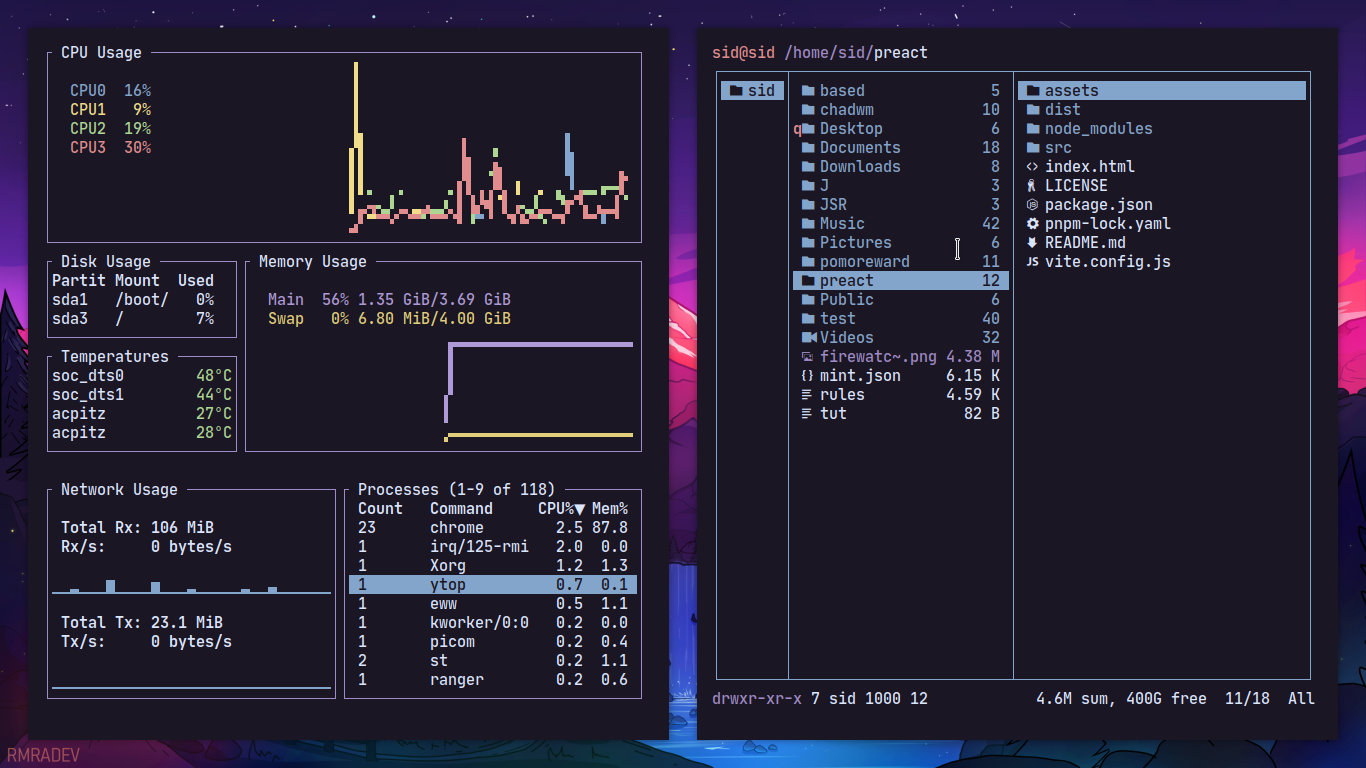 CPU Usage
CPU0 16%
CPU1 9%
CPU2 19%
CPU3 30%
Disk Usage
Partit Mount Used
sda1 /boot/ 0%
sda3 / 7%
Temperatures
soc_dts0 48°C
soc_dts1 44°C
acpitz 27°C
acpitz 28°C
Memory Usage
Main 56% 1.35 GiB/3.69 GiB
Swap 0% 6.80 MiB/4.00 GiB
Network Usage
Total Rx: 106 MiB
Rx/s: 0 bytes/s
Total Tx: 23.1 MiB
Tx/s: 0 bytes/s
Processes (1-9 of 118)
Count Command CPU%▼ Mem%
23 chrome 2.5 87.8
1 irq/125-rmi 2.0 0.0
1 Xorg 1.2 1.3
1 ytop 0.7 0.1
1 eww 0.5 1.1
1 kworker/0:0 0.2 0.0
1 picom 0.2 0.4
2 st 0.2 1.1
1 ranger 0.2 0.6
sid@sid /home/sid/preact
sid
based 5
chadwm 10
q Desktop 6
Documents 18
Downloads 8
J 3
JSR 3
Music 42
Pictures 6
pomoreward 11
preact 12
Public 6
test 40
Videos 32
firewatc~.png 4.38 M
{} mint.json 6.15 K
rules 4.59 K
tut 82 B
assets
dist
node_modules
src
<> index.html
LICENSE
package.json
pnpm-lock.yaml
README.md
JS vite.config.js
drwxr-xr-x 7 sid 1000 12 4.6M sum, 400G free 11/18 All
RMRADEV